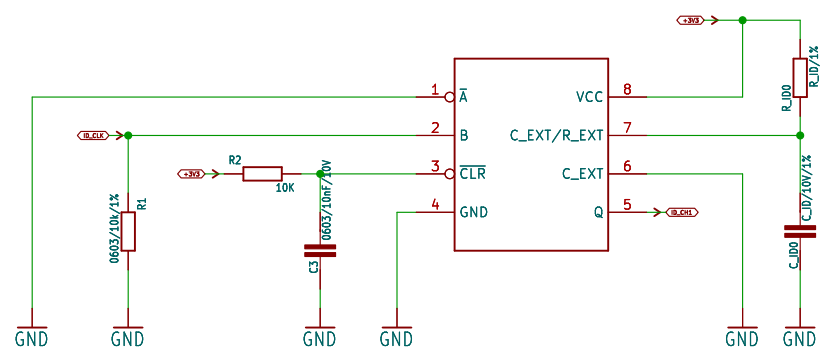 +3V3
R_ID/1%
R_ID0
1
A
8
VCC
ID_CLK
2
B
7
C_EXT/R_EXT
+3V3
R2
10K
3
CLR
6
C_EXT
0603/10k/1%
R1
0603/10nF/10V
C3
4
GND
5
Q
ID_CH1
C_ID/10V/1%
C_ID0
GND
GND
GND
GND
GND
GND